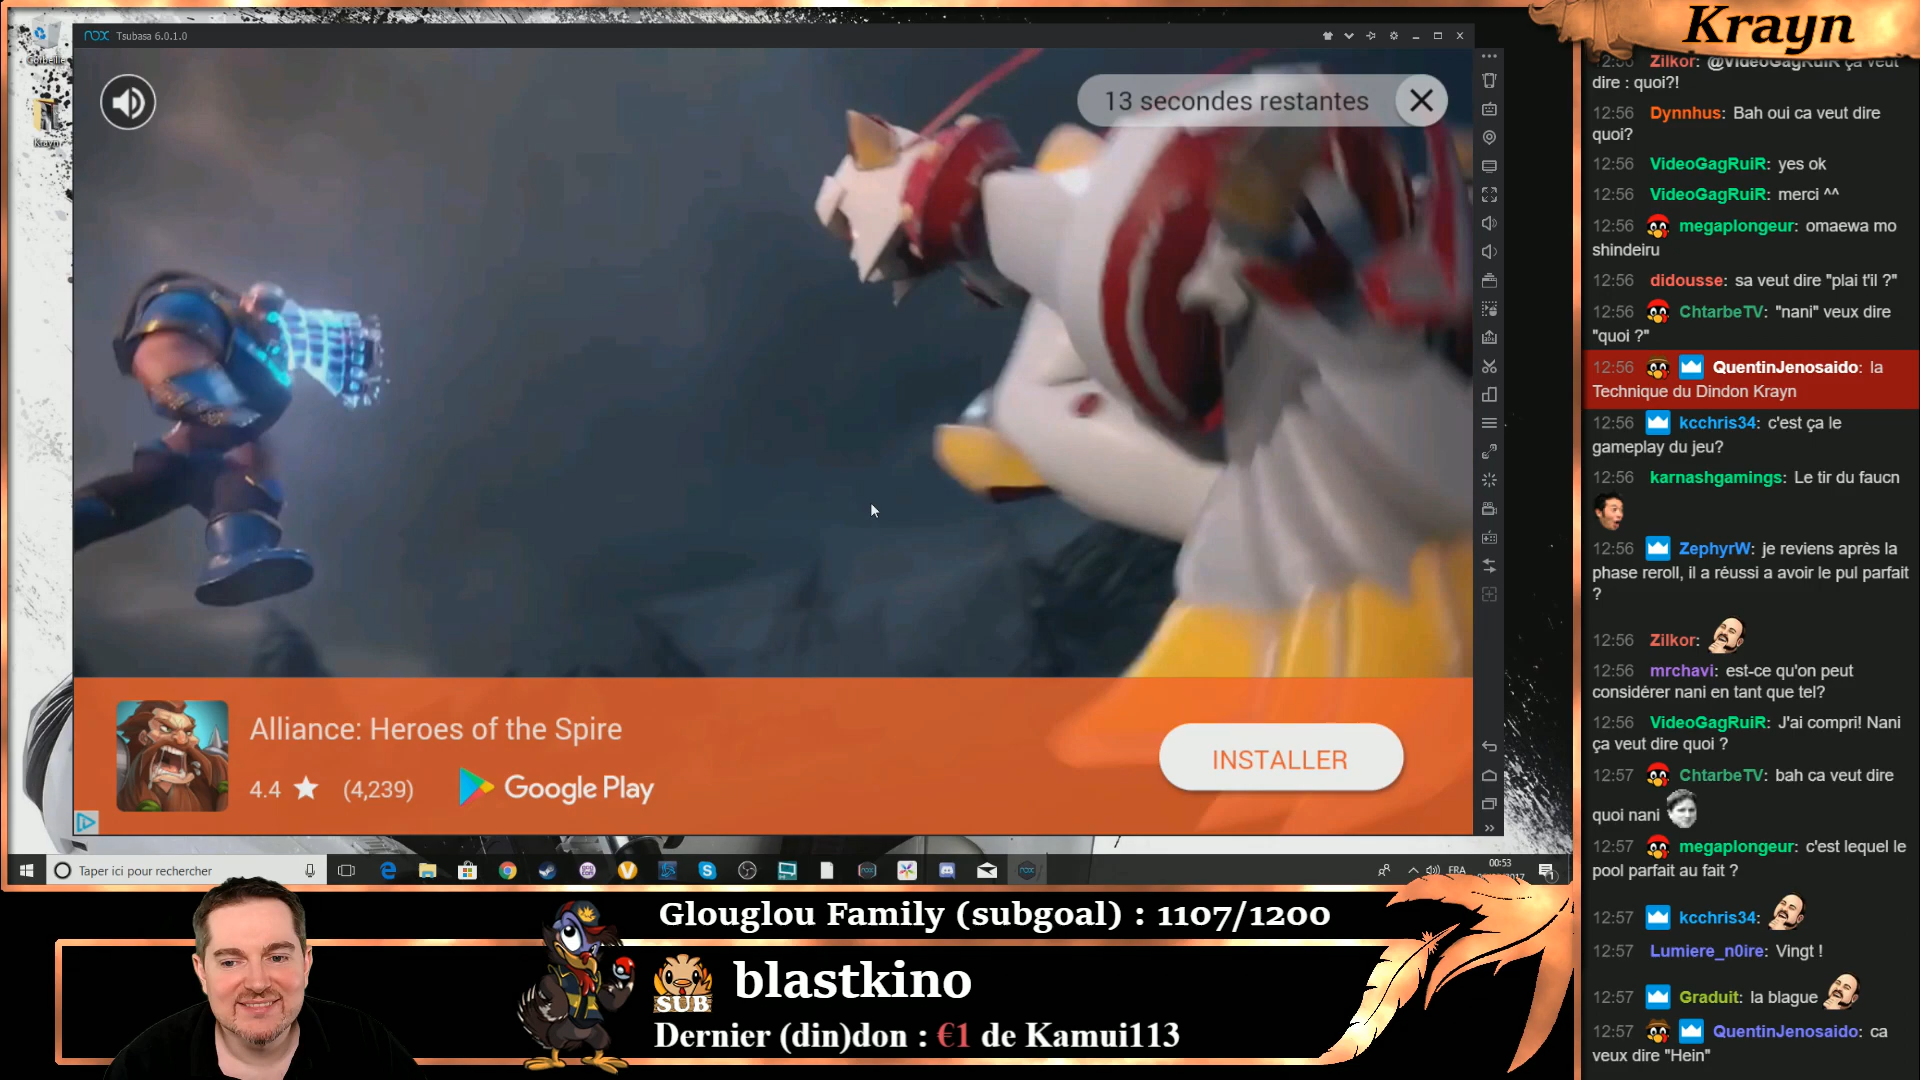 Corbeille
Krayn
nox Tsubasa 6.0.1.0
13 secondes restantes
Alliance: Heroes of the Spire
4.4 ★ (4,239) Google Play
INSTALLER
Taper ici pour rechercher
FRA
00:53
Glouglou Family (subgoal) : 1107/1200
SUB blastkino
Dernier (din)don : €1 de Kamui113
Krayn
Zilkor: @VideoGagRuiR ça veut
dire : quoi?!
12:56 Dynnhus: Bah oui ca veut dire
quoi?
12:56 VideoGagRuiR: yes ok
12:56 VideoGagRuiR: merci ^^
12:56 megaplongeur: omaewa mo
shindeiru
12:56 didousse: sa veut dire "plai t'il ?"
12:56 ChtarbeTV: "nani" veux dire
"quoi ?"
12:56 QuentinJenosaido: la
Technique du Dindon Krayn
12:56 kcchris34: c'est ça le
gameplay du jeu?
12:56 karnashgamings: Le tir du faucn
12:56 ZephyrW: je reviens après la
phase reroll, il a réussi a avoir le pul parfait
?
12:56 Zilkor:
12:56 mrchavi: est-ce qu'on peut
considérer nani en tant que tel?
12:56 VideoGagRuiR: J'ai compri! Nani
ça veut dire quoi ?
12:57 ChtarbeTV: bah ca veut dire
quoi nani
12:57 megaplongeur: c'est lequel le
pool parfait au fait ?
12:57 kcchris34:
12:57 Lumiere_n0ire: Vingt !
12:57 Graduit: la blague
12:57 QuentinJenosaido: ca
veux dire "Hein"